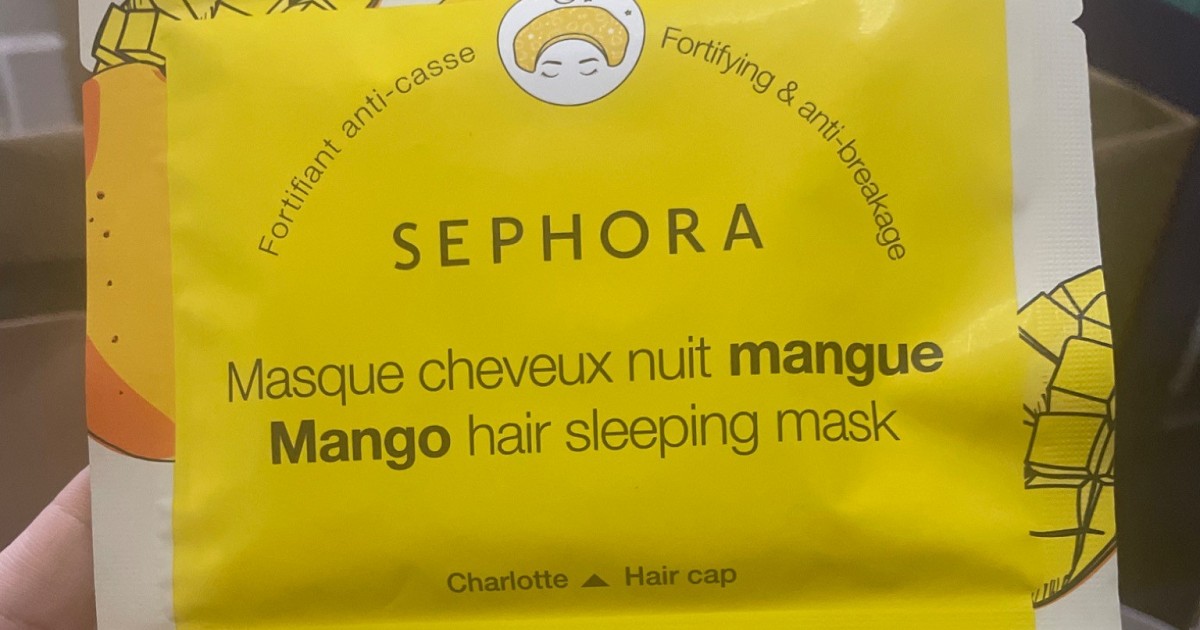 Fortifiant anti-casse
Fortifying & anti-breakage
SEPHORA
Masque cheveux nuit mangue
Mango hair sleeping mask
Charlotte ▲ Hair cap